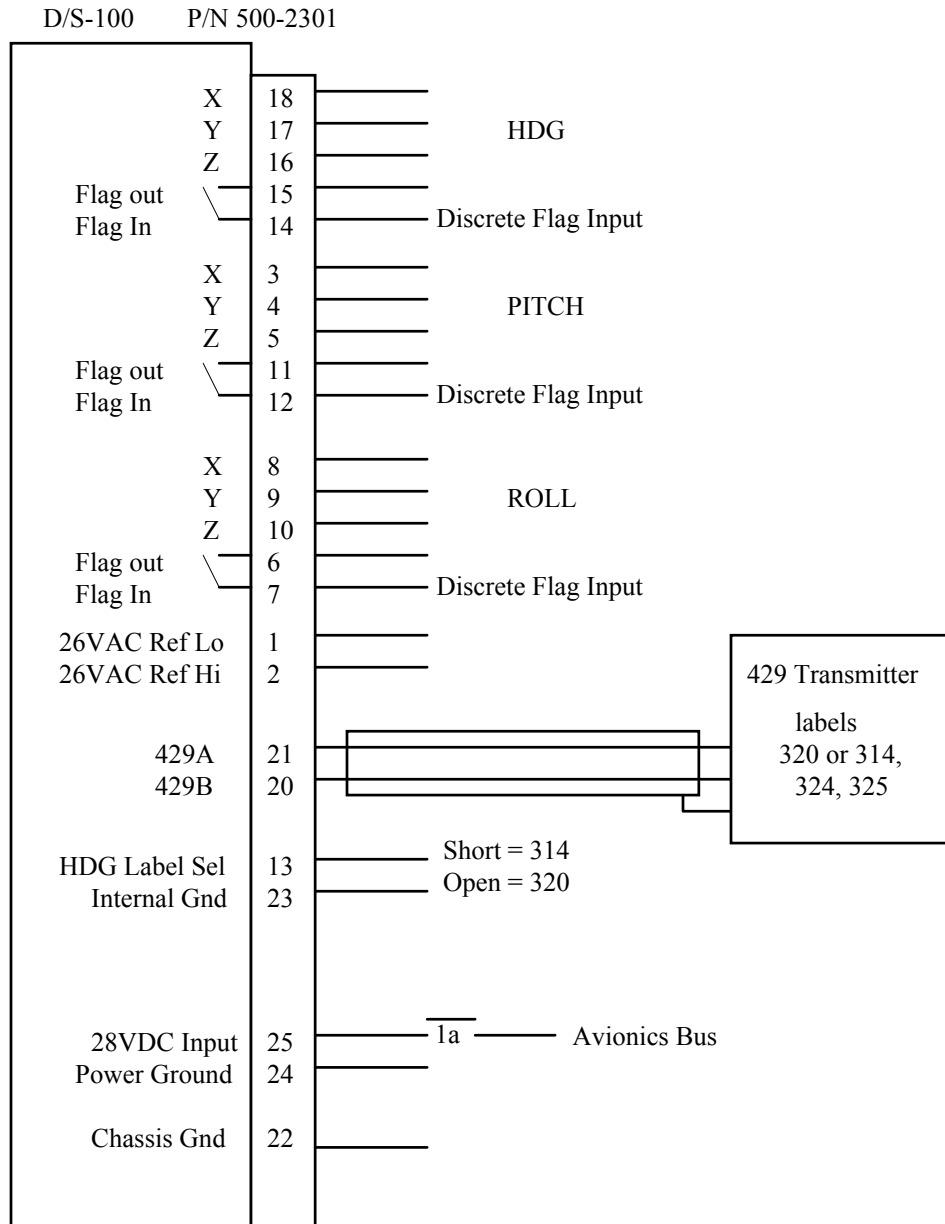 D/S-100 P/N 500-2301
X 18
Y 17 HDG
Z 16
Flag out 15
Flag In 14 Discrete Flag Input
X 3
Y 4 PITCH
Z 5
Flag out 11
Flag In 12 Discrete Flag Input
X 8
Y 9 ROLL
Z 10
Flag out 6
Flag In 7 Discrete Flag Input
26VAC Ref Lo 1
26VAC Ref Hi 2
429 Transmitter
labels
320 or 314,
324, 325
429A 21
429B 20
HDG Label Sel 13 Short = 314
Internal Gnd 23 Open = 320
28VDC Input 25 1a Avionics Bus
Power Ground 24
Chassis Gnd 22